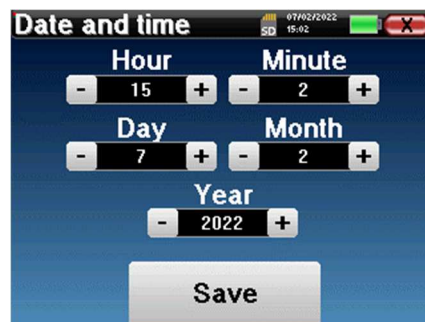 Date and time
SD
07/02/2022
15:02
X
Hour Minute
- 15 + - 2 +
Day Month
- 7 + - 2 +
Year
- 2022 +
Save